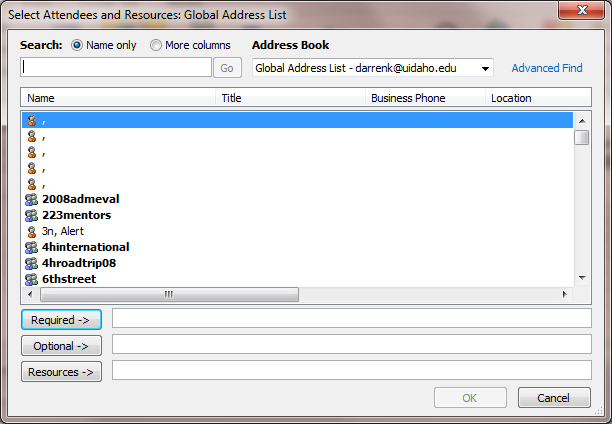 Select Attendees and Resources: Global Address List
Search: Name only More columns Address Book
Go Global Address List - darrenk@uidaho.edu Advanced Find
Name Title Business Phone Location
,
,
,
,
,
2008admeval
223mentors
3n, Alert
4hinternational
4hroadtrip08
6thstreet
Required ->
Optional ->
Resources ->
OK Cancel